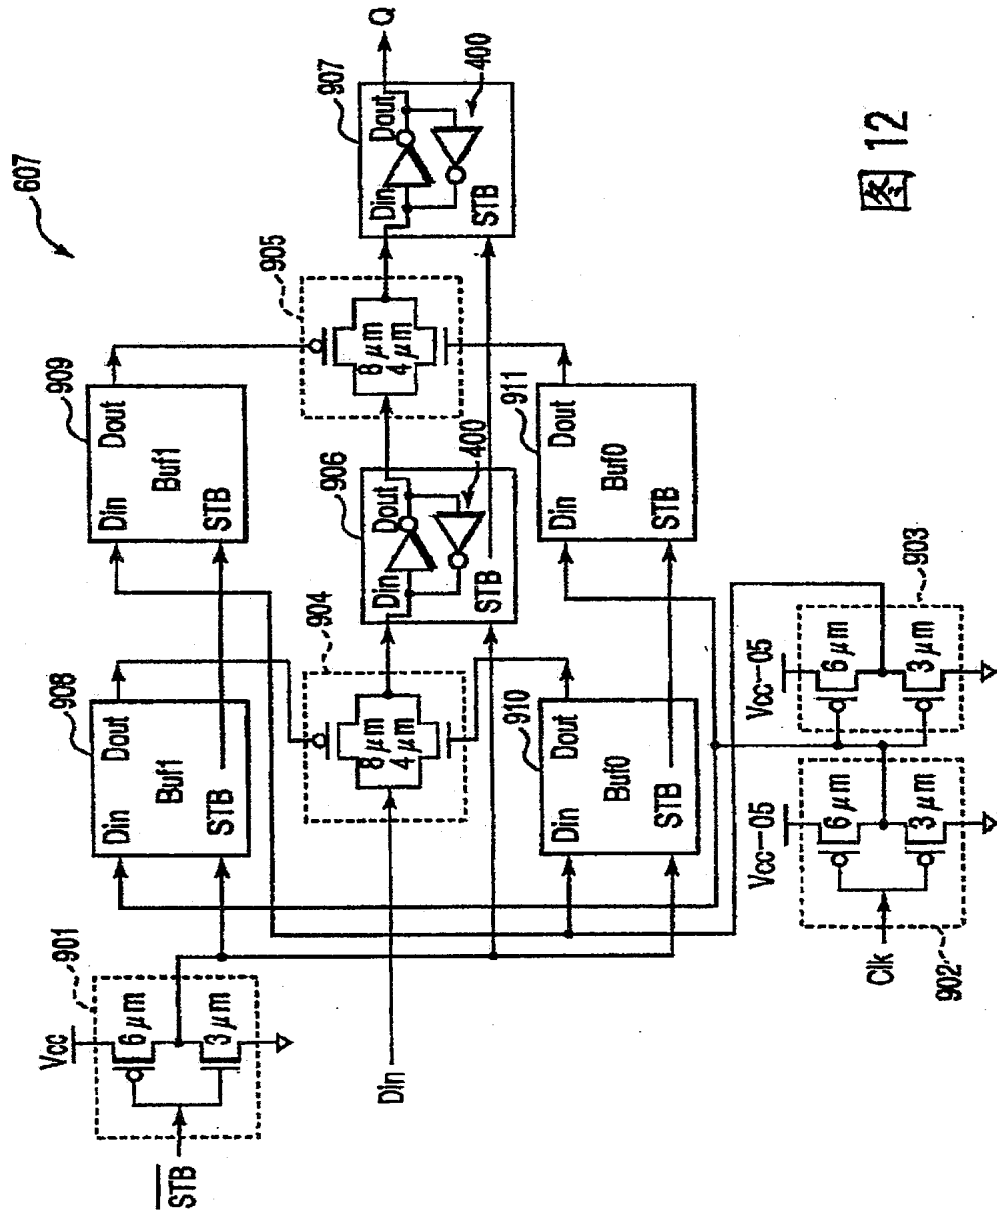 607
STB
901
Vcc
6 μm
3 μm
Din
908
Din
Dout
Buf1
STB
909
Din
Dout
Buf1
STB
904
8 μm
4 μm
906
Din
Dout
400
STB
905
8 μm
4 μm
907
Din
Dout
400
STB
Q
910
Din
Dout
Buf0
STB
911
Din
Dout
Buf0
STB
Clk
902
Vcc—05
6 μm
3 μm
903
Vcc—05
6 μm
3 μm
图 12